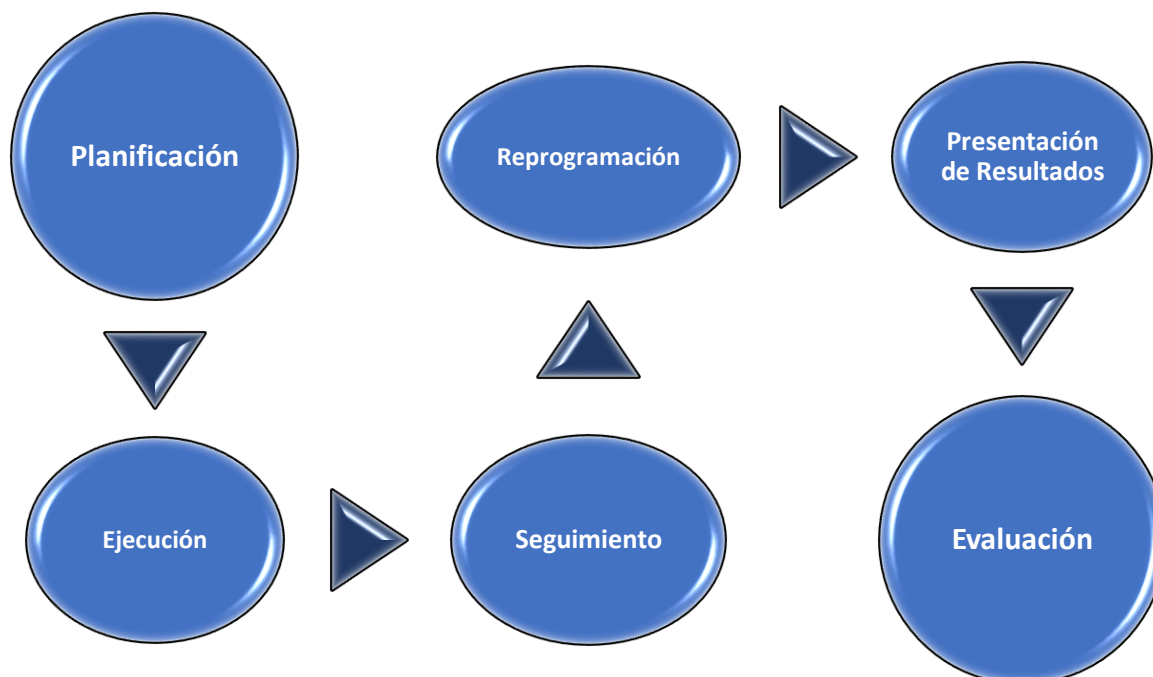 Planificación
Ejecución
Seguimiento
Reprogramación
Presentación
de Resultados
Evaluación